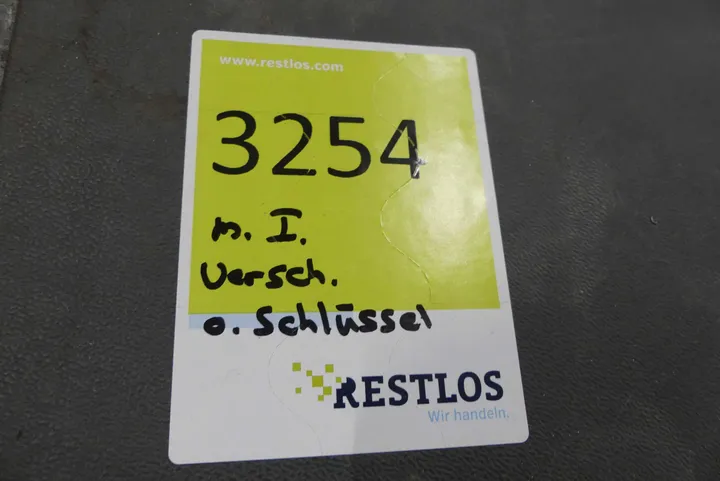 www.restlos.com
3254
m. I.
Versch.
o. Schlüssel
RESTLOS
Wir handeln.